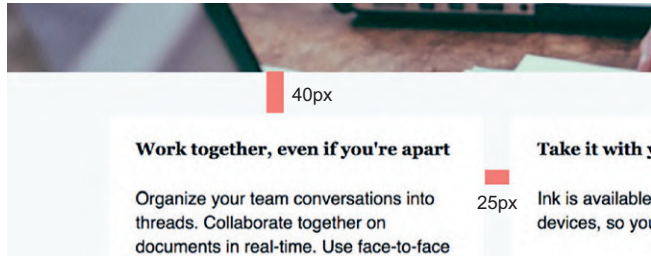 40px
Work together, even if you're apart
Organize your team conversations into
threads. Collaborate together on
documents in real-time. Use face-to-face
25px
Take it with
Ink is available
devices, so you